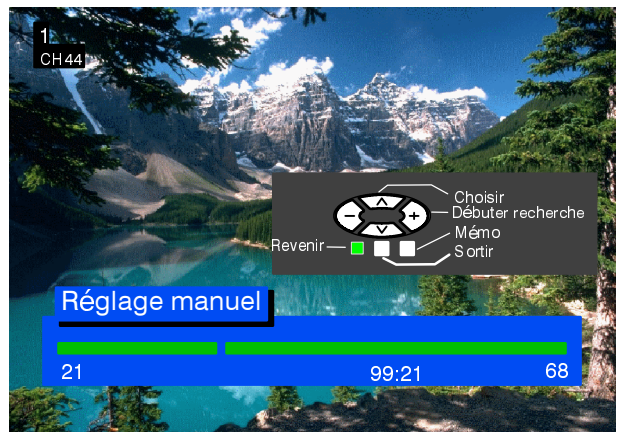 1
CH44
Choisir
− + Débuter recherche
Mémo
Revenir
Sortir
Réglage manuel
21 99:21 68